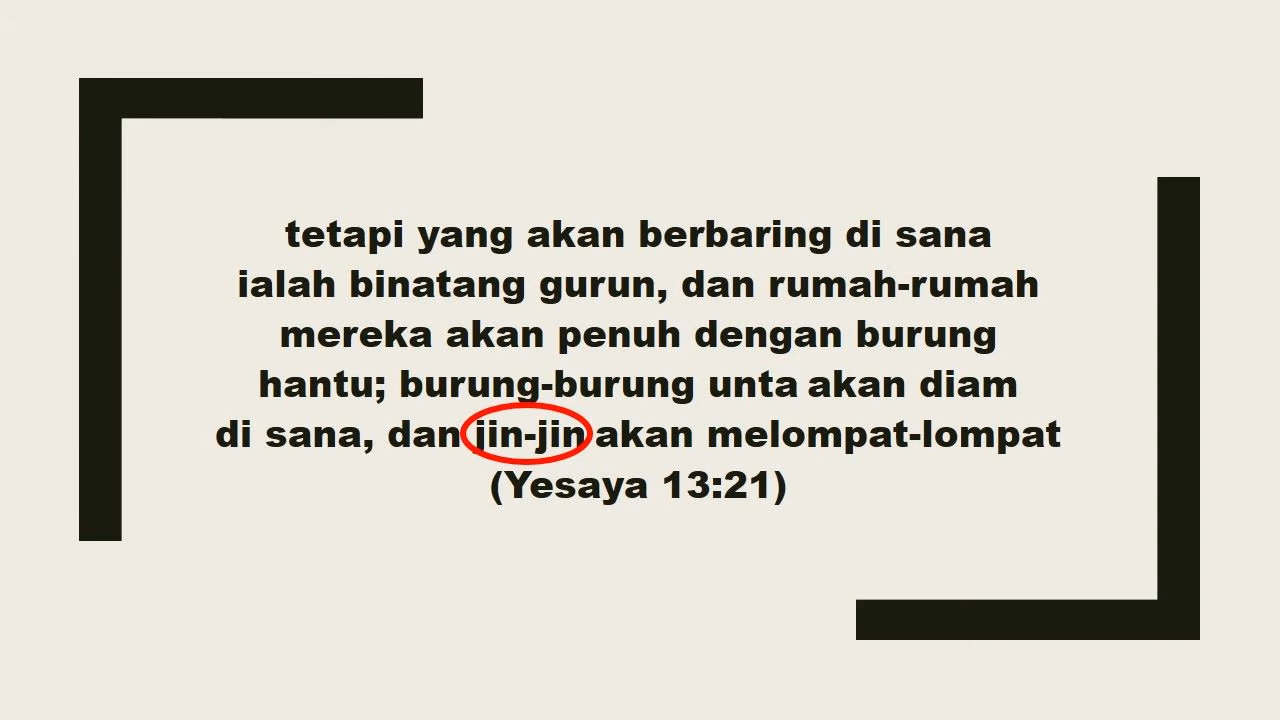 tetapi yang akan berbaring di sana
ialah binatang gurun, dan rumah-rumah
mereka akan penuh dengan burung
hantu; burung-burung unta akan diam
di sana, dan jin-jin akan melompat-lompat
(Yesaya 13:21)